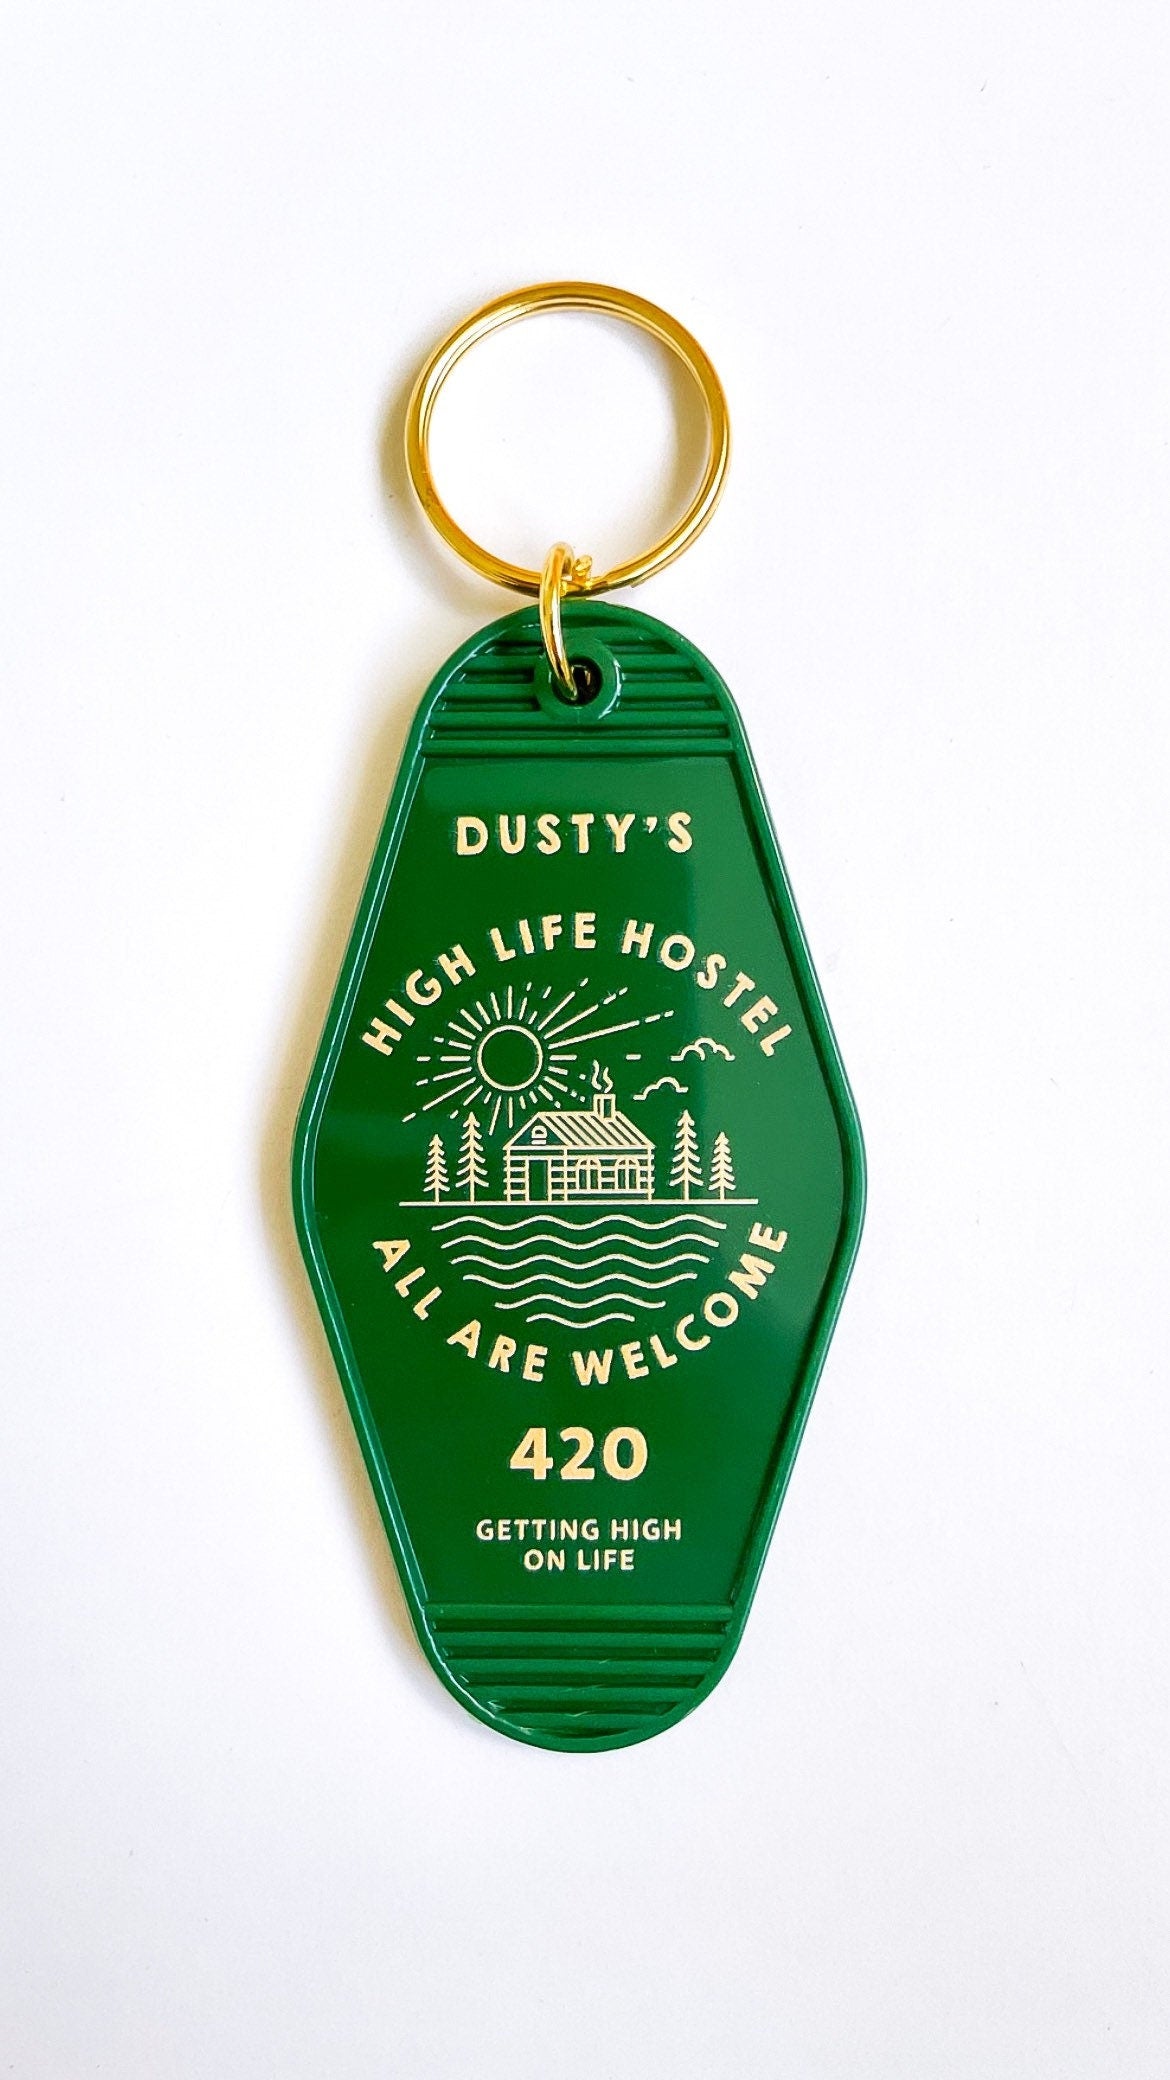 DUSTY'S
HIGH LIFE HOSTEL
D
ALL ARE WELCOME
420
GETTING HIGH
ON LIFE